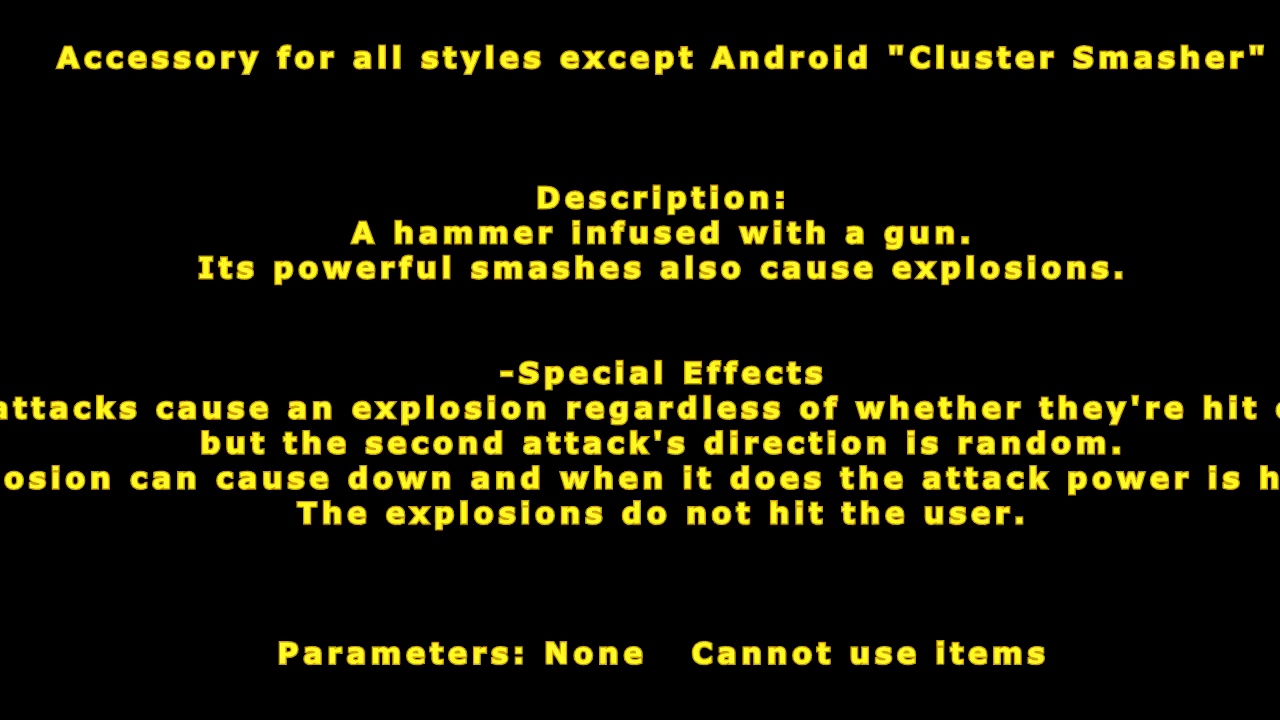 Accessory for all styles except Android "Cluster Smasher"
Description:
A hammer infused with a gun.
Its powerful smashes also cause explosions.
-Special Effects
attacks cause an explosion regardless of whether they're hit
but the second attack's direction is random.
can cause down and when it does the attack power is
The explosions do not hit the user.
Parameters: None Cannot use items